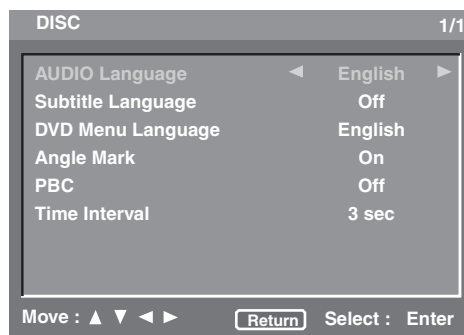 DISC 1/1
AUDIO Language ◄ English ►
Subtitle Language Off
DVD Menu Language English
Angle Mark On
PBC Off
Time Interval 3 sec
Move : ▲ ▼ ◄ ► Return Select : Enter